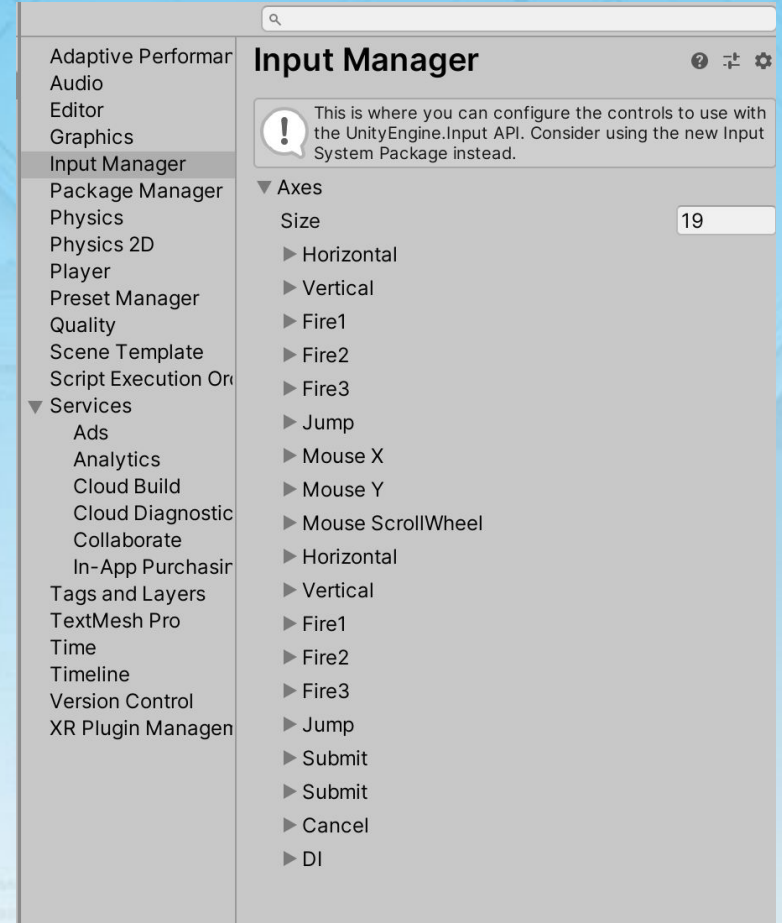 Adaptive Performan
Audio
Editor
Graphics
Input Manager
Package Manager
Physics
Physics 2D
Player
Preset Manager
Quality
Scene Template
Script Execution Ord
Services
Ads
Analytics
Cloud Build
Cloud Diagnostic
Collaborate
In-App Purchasin
Tags and Layers
TextMesh Pro
Time
Timeline
Version Control
XR Plugin Managem
Input Manager
This is where you can configure the controls to use with
the UnityEngine.Input API. Consider using the new Input
System Package instead.
Axes
Size 19
Horizontal
Vertical
Fire1
Fire2
Fire3
Jump
Mouse X
Mouse Y
Mouse ScrollWheel
Horizontal
Vertical
Fire1
Fire2
Fire3
Jump
Submit
Submit
Cancel
DI